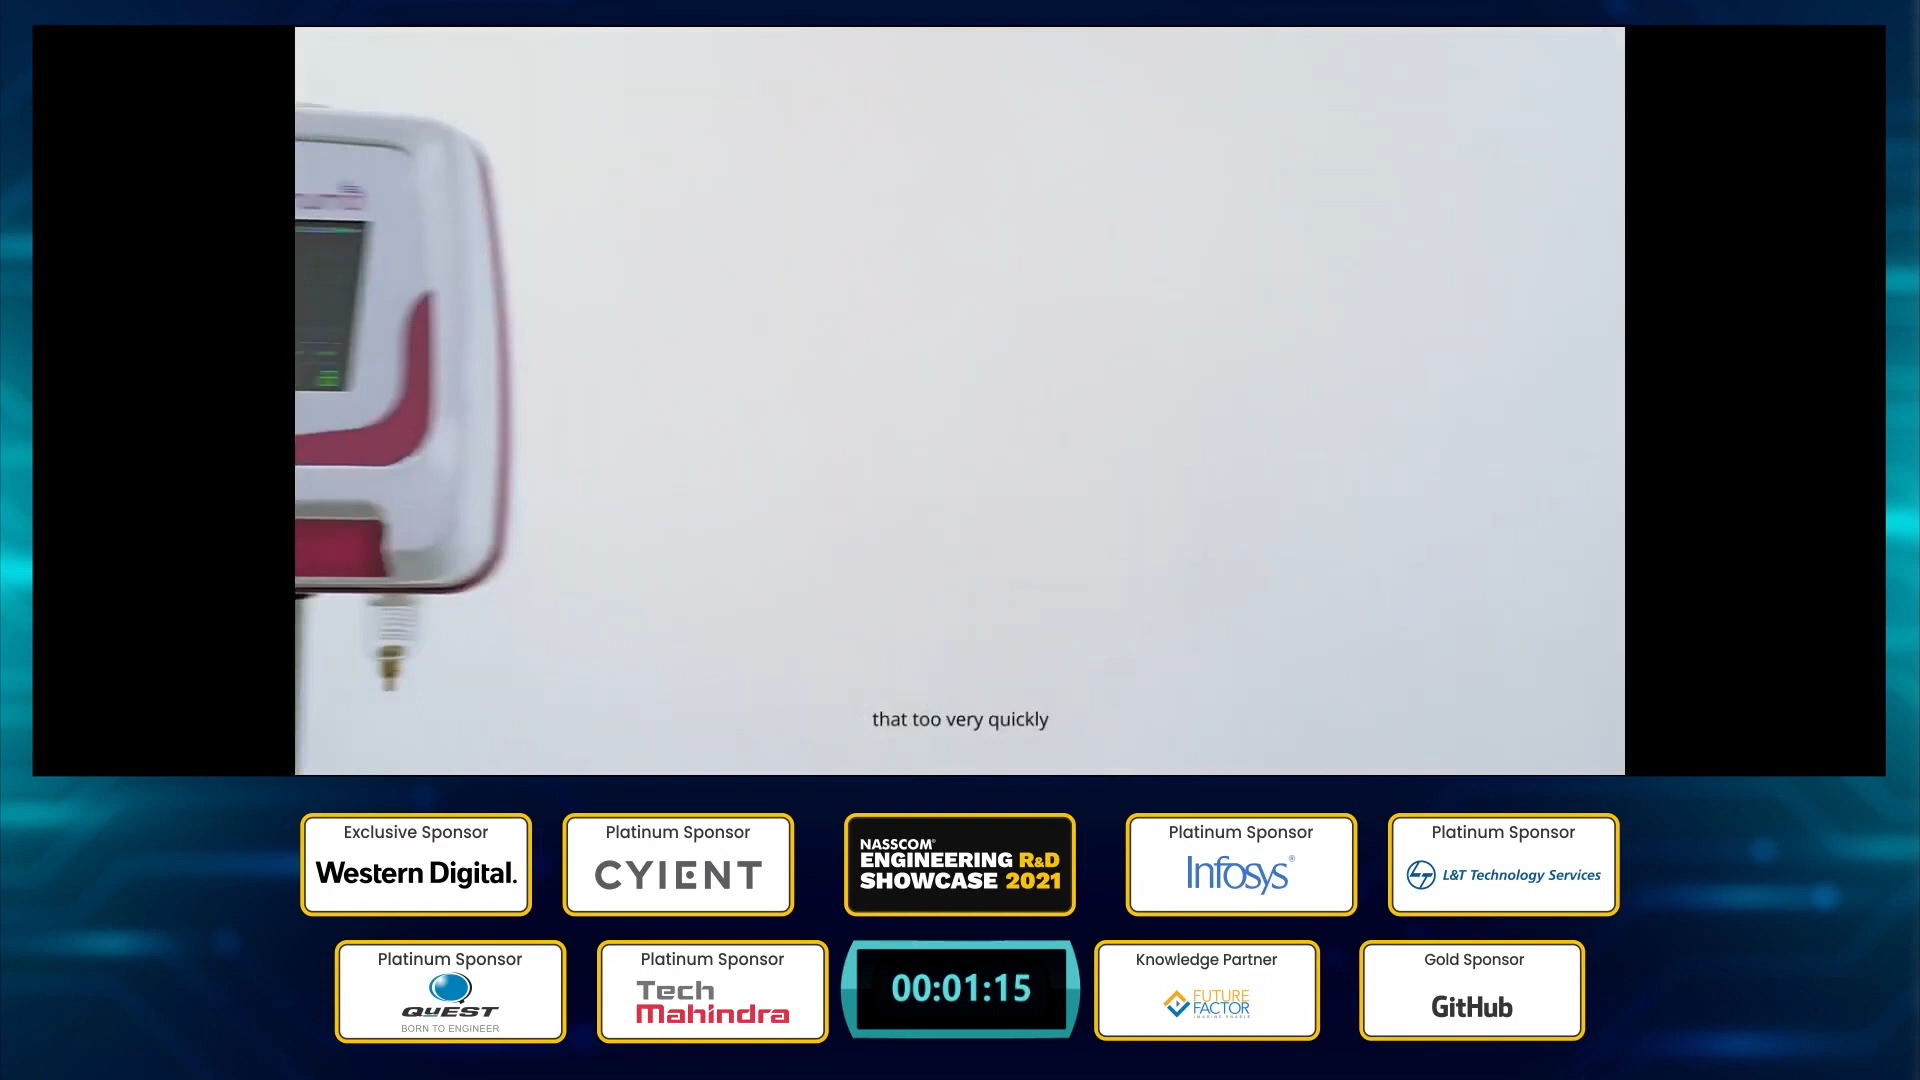 that too very quickly
Exclusive Sponsor
Western Digital.
Platinum Sponsor
CYIENT
NASSCOM®
ENGINEERING R&D
SHOWCASE 2021
Platinum Sponsor
Infosys®
Platinum Sponsor
L&T Technology Services
Platinum Sponsor
QuEST
BORN TO ENGINEER
Platinum Sponsor
Tech
Mahindra
00:01:15
Knowledge Partner
FUTURE
FACTOR
IMAGINE ENABLE
Gold Sponsor
GitHub